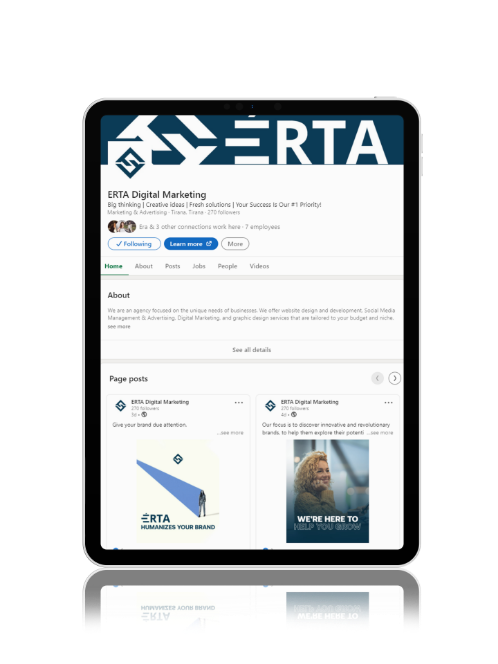 ËRTA
ERTA Digital Marketing
Big thinking | Creative ideas | Fresh solutions | Your Success Is Our #1 Priority!
Marketing & Advertising · Tirana, Tirana · 270 followers
Era & 3 other connections work here · 7 employees
✓ Following
Learn more
More
Home About Posts Jobs People Videos
About
We are an agency focused on the unique needs of businesses. We offer website design and development, Social Media
Management & Advertising, Digital Marketing, and graphic design services that are tailored to your budget and niche.
see more
See all details
Page posts
ERTA Digital Marketing
270 followers
3d •
Give your brand due attention.
...see more
ËRTA
HUMANIZES YOUR BRAND
ERTA Digital Marketing
270 followers
4d •
Our focus is to discover innovative and revolutionary
brands, to help them explore their potenti ...see more
WE'RE HERE TO
HELP YOU GROW